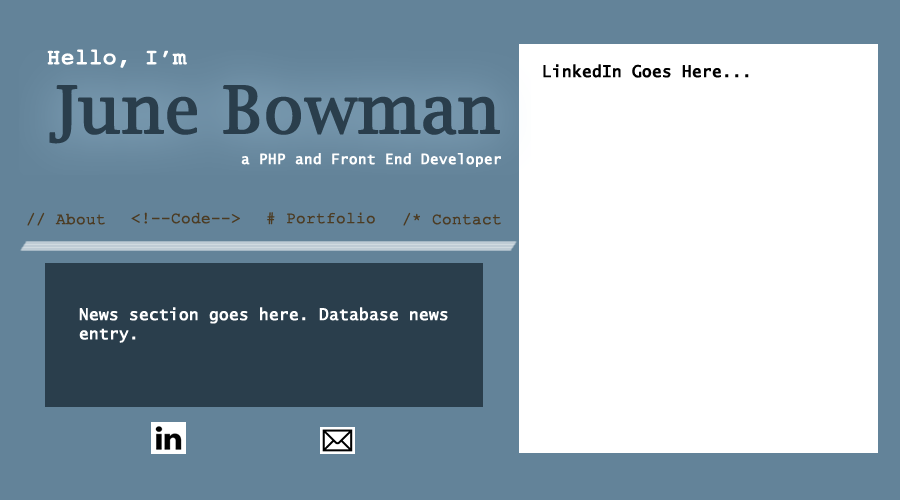 Hello, I’m
June Bowman
a PHP and Front End Developer
// About <!--Code--> # Portfolio /* Contact
News section goes here. Database news
entry.
in
LinkedIn Goes Here...